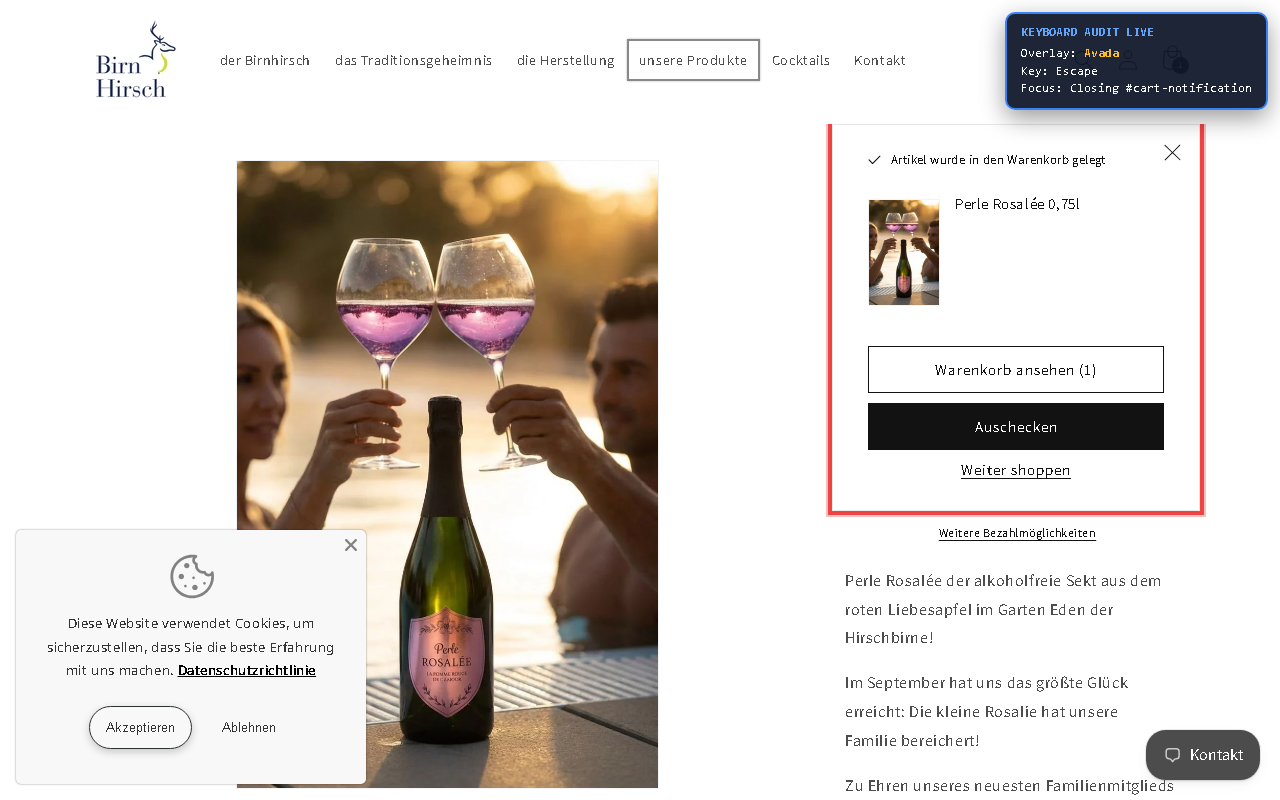 Birn
Hirsch
der Birnhirsch
das Traditionsgeheimnis
die Herstellung
unsere Produkte
Cocktails
Kontakt
KEYBOARD AUDIT LIVE
Overlay: Avada
Key: Escape
Focus: Closing #cart-notification
Artikel wurde in den Warenkorb gelegt
Perle Rosalée 0,75l
Warenkorb ansehen (1)
Auschecken
Weiter shoppen
Weitere Bezahlmöglichkeiten
Perle Rosalée der alkoholfreie Sekt aus dem
roten Liebesapfel im Garten Eden der
Hirschbirne!
Im September hat uns das größte Glück
erreicht: Die kleine Rosalie hat unsere
Familie bereichert!
Zu Ehren unseres neuesten Familienmitglieds
Perle
ROSALÉE
LA POMME ROUGE
DE L'AMOUR
Diese Website verwendet Cookies, um
sicherzustellen, dass Sie die beste Erfahrung
mit uns machen. Datenschutzrichtlinie
Akzeptieren
Ablehnen
Kontakt